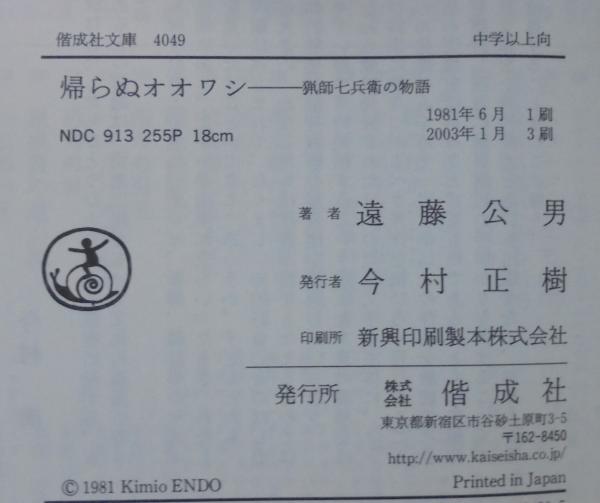 偕成社文庫 4049 中学以上向
帰らぬオオワシ――猟師七兵衛の物語
1981年6月 1刷
NDC 913 255P 18cm 2003年1月 3刷
著者 遠藤公男
発行者 今村正樹
印刷所 新興印刷製本株式会社
発行所 株式会社 偕成社
東京都新宿区市谷砂土原町3-5
〒162-8450
http://www.kaiseisha.co.jp/
Ⓒ1981 Kimio ENDO Printed in Japan